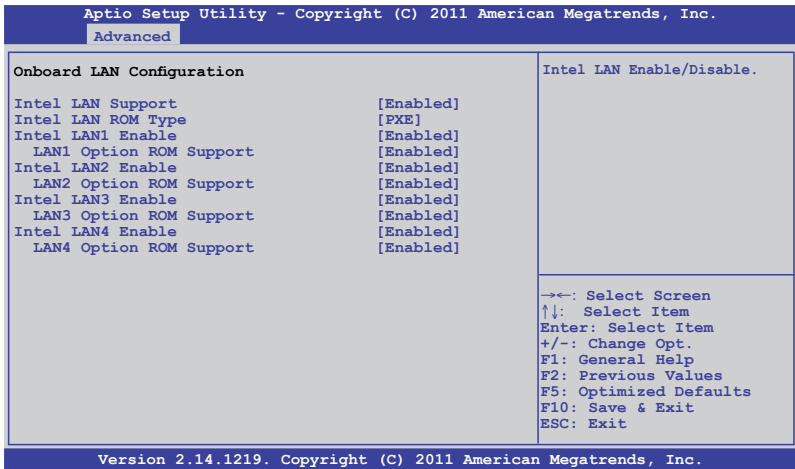 Aptio Setup Utility - Copyright (C) 2011 American Megatrends, Inc.
Advanced
Onboard LAN Configuration
Intel LAN Support [Enabled]
Intel LAN ROM Type [PXE]
Intel LAN1 Enable [Enabled]
LAN1 Option ROM Support [Enabled]
Intel LAN2 Enable [Enabled]
LAN2 Option ROM Support [Enabled]
Intel LAN3 Enable [Enabled]
LAN3 Option ROM Support [Enabled]
Intel LAN4 Enable [Enabled]
LAN4 Option ROM Support [Enabled]
Intel LAN Enable/Disable.
→←: Select Screen
↑↓: Select Item
Enter: Select Item
+/-: Change Opt.
F1: General Help
F2: Previous Values
F5: Optimized Defaults
F10: Save & Exit
ESC: Exit
Version 2.14.1219. Copyright (C) 2011 American Megatrends, Inc.